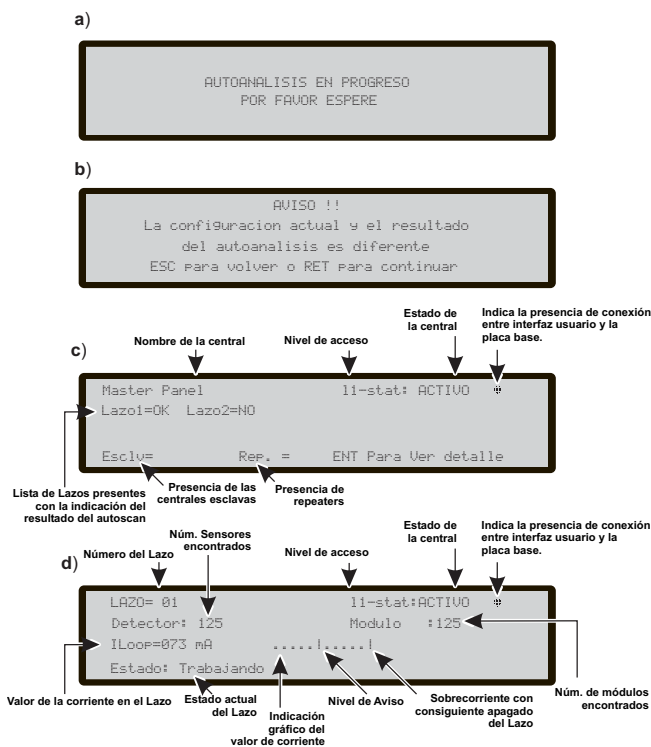 a)
AUTOANALISIS EN PROGRESO
POR FAVOR ESPERE
b)
AVISO !!
La configuracion actual y el resultado
del autoanalisis es diferente
ESC para volver o RET para continuar
c)
Nombre de la central
Nivel de acceso
Estado de
la central
Indica la presencia de conexión
entre interfaz usuario y la
placa base.
Master Panel l1-stat: ACTIVO
Lazo1=OK Lazo2=NO
Esclv= Rep. = ENT Para Ver detalle
Lista de Lazos presentes
con la indicación del
resultado del autoscan
Presencia de las
centrales esclavas
Presencia de
repeaters
d)
Número del Lazo
Núm. Sensores
encontrados
Nivel de acceso
Estado de
la central
Indica la presencia de conexión
entre interfaz usuario y la
placa base.
LAZO= 01 l1-stat:ACTIVO
Detector: 125 Modulo :125
ILoop=073 mA .....!.....!
Estado: Trabajando
Valor de la corriente en el Lazo
Estado actual
del Lazo
Indicación
gráfico del
valor de corriente
Nivel de Aviso
Sobrecorriente con
consiguiente apagado
del Lazo
Núm. de módulos
encontrados